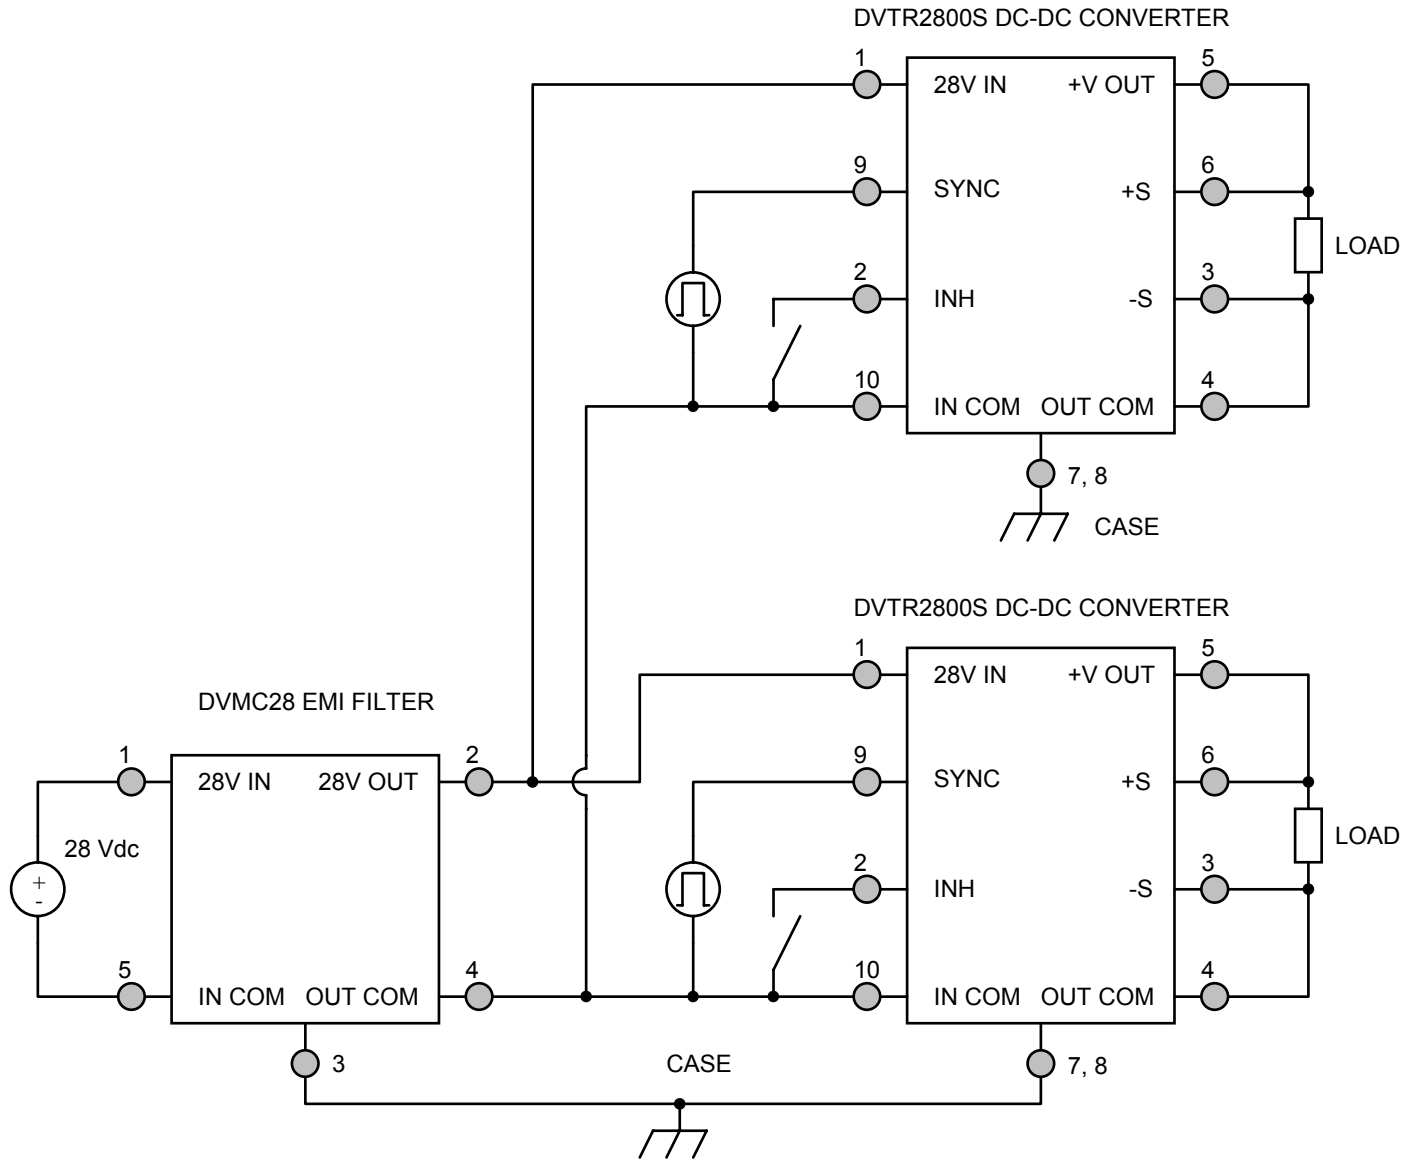 DVTR2800S DC-DC CONVERTER
1
5
28V IN
+V OUT
9
6
SYNC
+S
LOAD
2
3
INH
-S
10
4
IN COM
OUT COM
7, 8
CASE
DVTR2800S DC-DC CONVERTER
1
5
28V IN
+V OUT
DVMC28 EMI FILTER
1
2
9
6
28V IN
28V OUT
SYNC
+S
28 Vdc
LOAD
+
-
2
3
INH
-S
5
4
10
4
IN COM
OUT COM
IN COM
OUT COM
3
CASE
7, 8